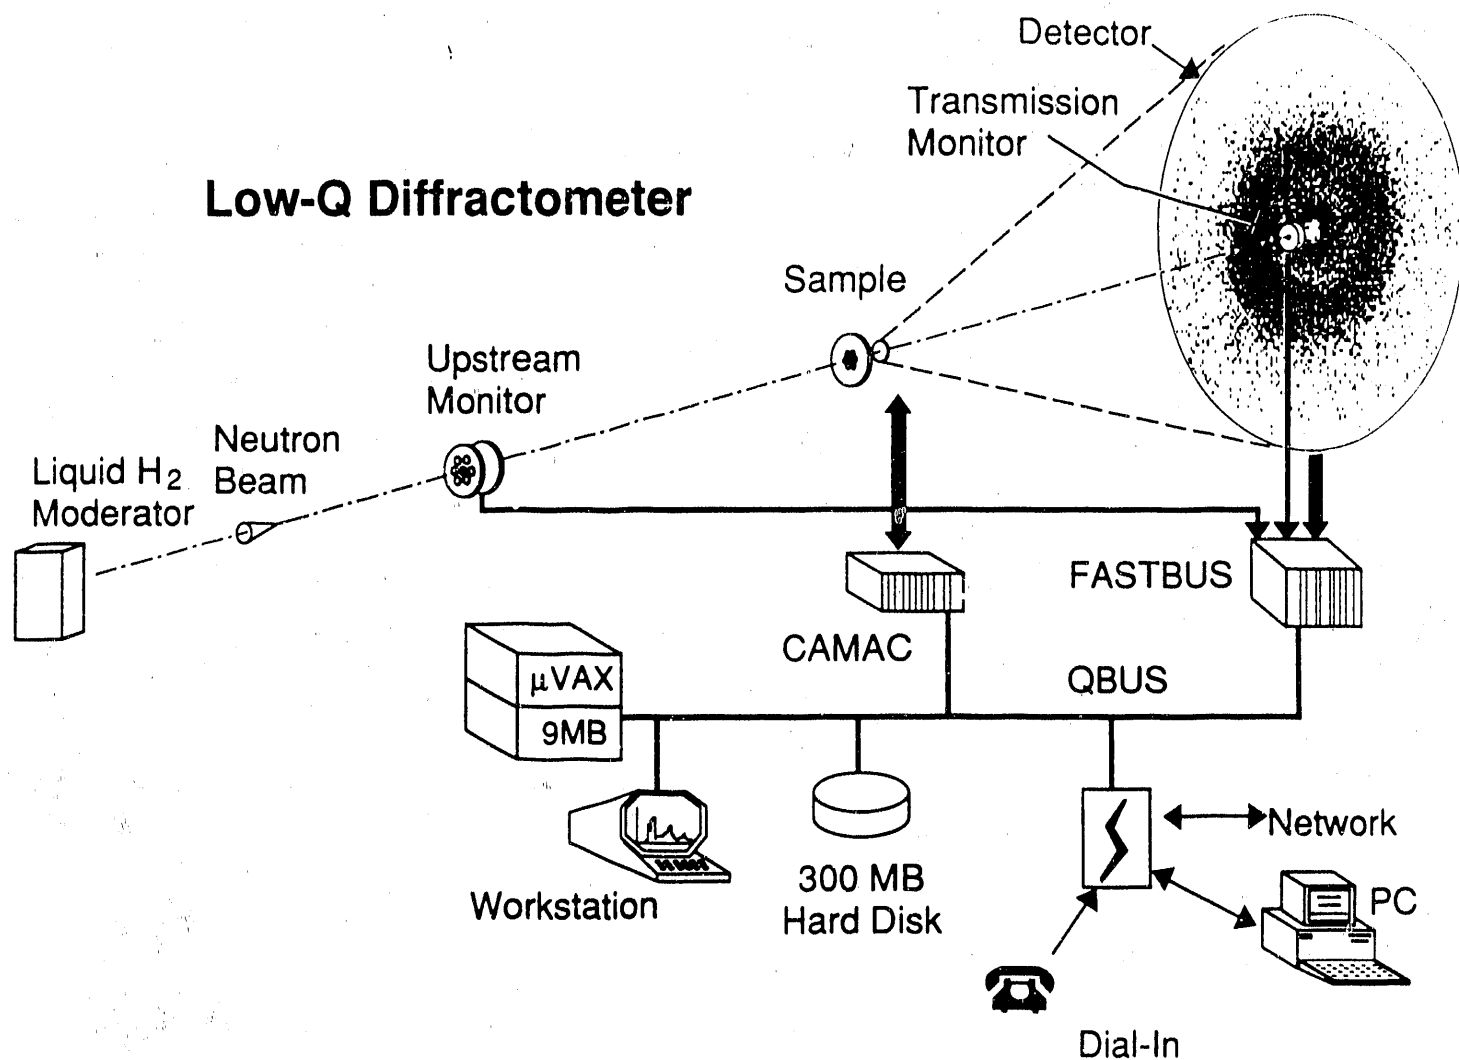 Detector
Transmission
Monitor
Low-Q Diffractometer
Sample
Upstream
Monitor
Neutron
Beam
Liquid H2
Moderator
FASTBUS
CAMAC
QBUS
μVAX
9MB
Network
300 MB
Hard Disk
Workstation
PC
Dial-In